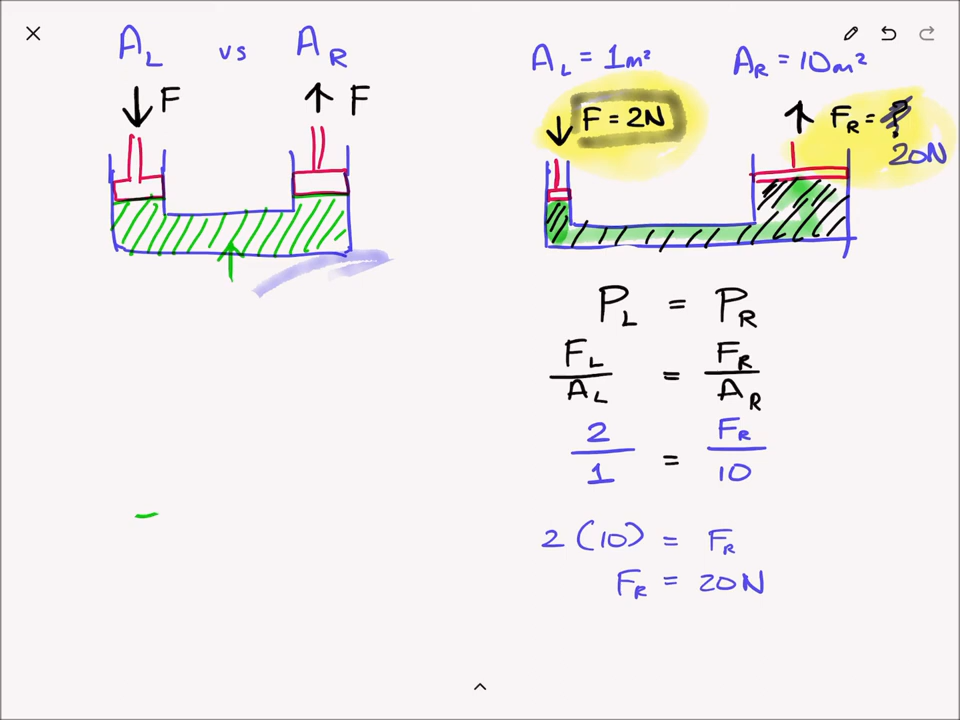 A_L vs A_R
F F
A_L = 1m² A_R = 10m²
F = 2N F_R = ?
20N
P_L = P_R
F_L / A_L = F_R / A_R
2 / 1 = F_R / 10
2 (10) = F_R
F_R = 20N